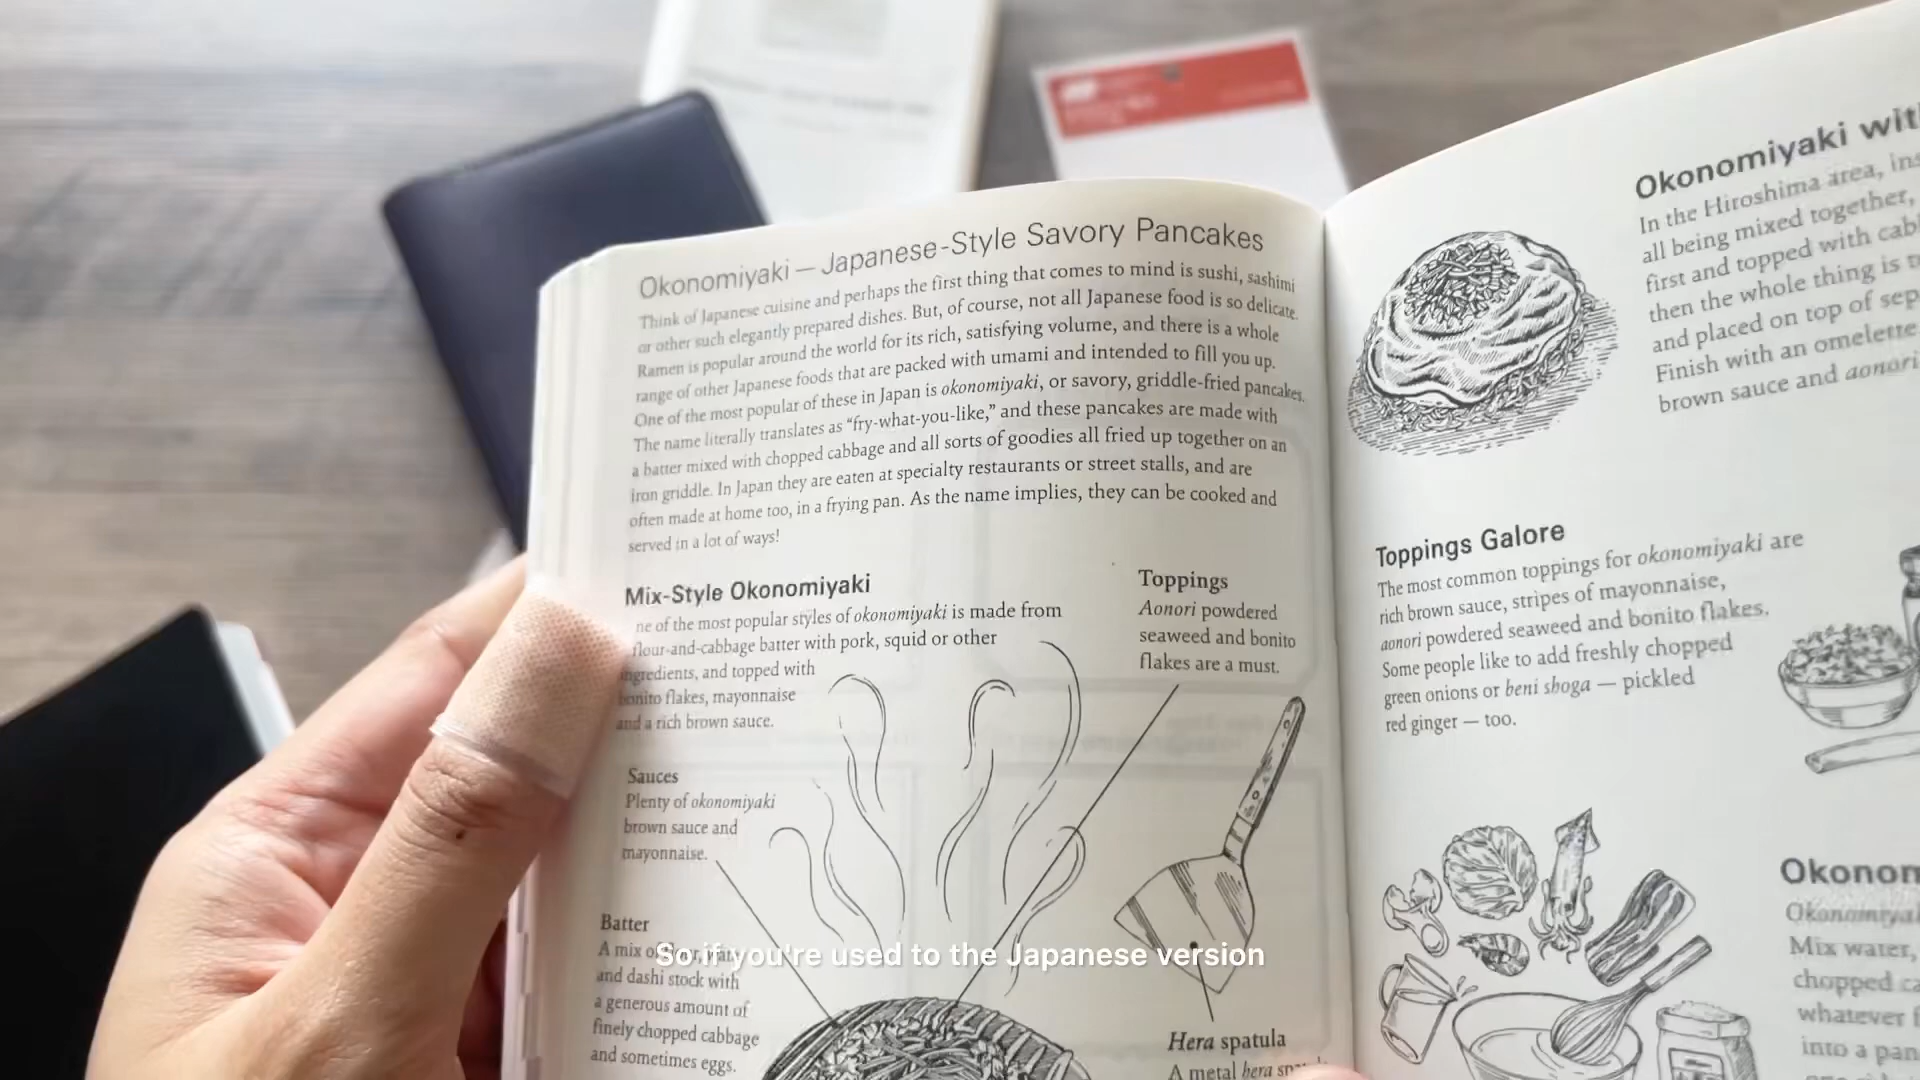 Okonomiyaki — Japanese-Style Savory Pancakes
Think of Japanese cuisine and perhaps the first thing that comes to mind is sushi, sashimi
or other such elegantly prepared dishes. But, of course, not all Japanese food is so delicate.
Ramen is popular around the world for its rich, satisfying volume, and there is a whole
range of other Japanese foods that are packed with umami and intended to fill you up.
One of the most popular of these in Japan is okonomiyaki, or savory, griddle-fried pancakes.
The name literally translates as “fry-what-you-like,” and these pancakes are made with
a batter mixed with chopped cabbage and all sorts of goodies all fried up together on an
iron griddle. In Japan they are eaten at specialty restaurants or street stalls, and are
often made at home too, in a frying pan. As the name implies, they can be cooked and
served in a lot of ways!
Mix-Style Okonomiyaki
ne of the most popular styles of okonomiyaki is made from
flour-and-cabbage batter with pork, squid or other
ingredients, and topped with
bonito flakes, mayonnaise
and a rich brown sauce.
Toppings
Aonori powdered
seaweed and bonito
flakes are a must.
Sauces
Plenty of okonomiyaki
brown sauce and
mayonnaise.
Batter
A mix of
and dashi stock with
a generous amount of
finely chopped cabbage
and sometimes eggs.
Hera spatula
A metal hera
Okonomiyaki with
In the Hiroshima area,
all being mixed together,
first and topped with
then the whole thing is
and placed on top of
Finish with an omelette
brown sauce and aonori
Toppings Galore
The most common toppings for okonomiyaki are
rich brown sauce, stripes of mayonnaise,
aonori powdered seaweed and bonito flakes.
Some people like to add freshly chopped
green onions or beni shoga — pickled
red ginger — too.
Okonom
Okonomiyak
Mix water,
chopped
whatever
into a pan
So if you're used to the Japanese version